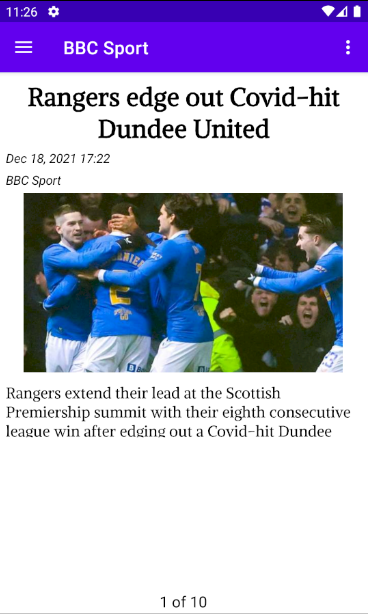 11:26
BBC Sport
Rangers edge out Covid-hit
Dundee United
Dec 18, 2021 17:22
BBC Sport
2
7
Rangers extend their lead at the Scottish
Premiership summit with their eighth consecutive
league win after edging out a Covid-hit Dundee
1 of 10